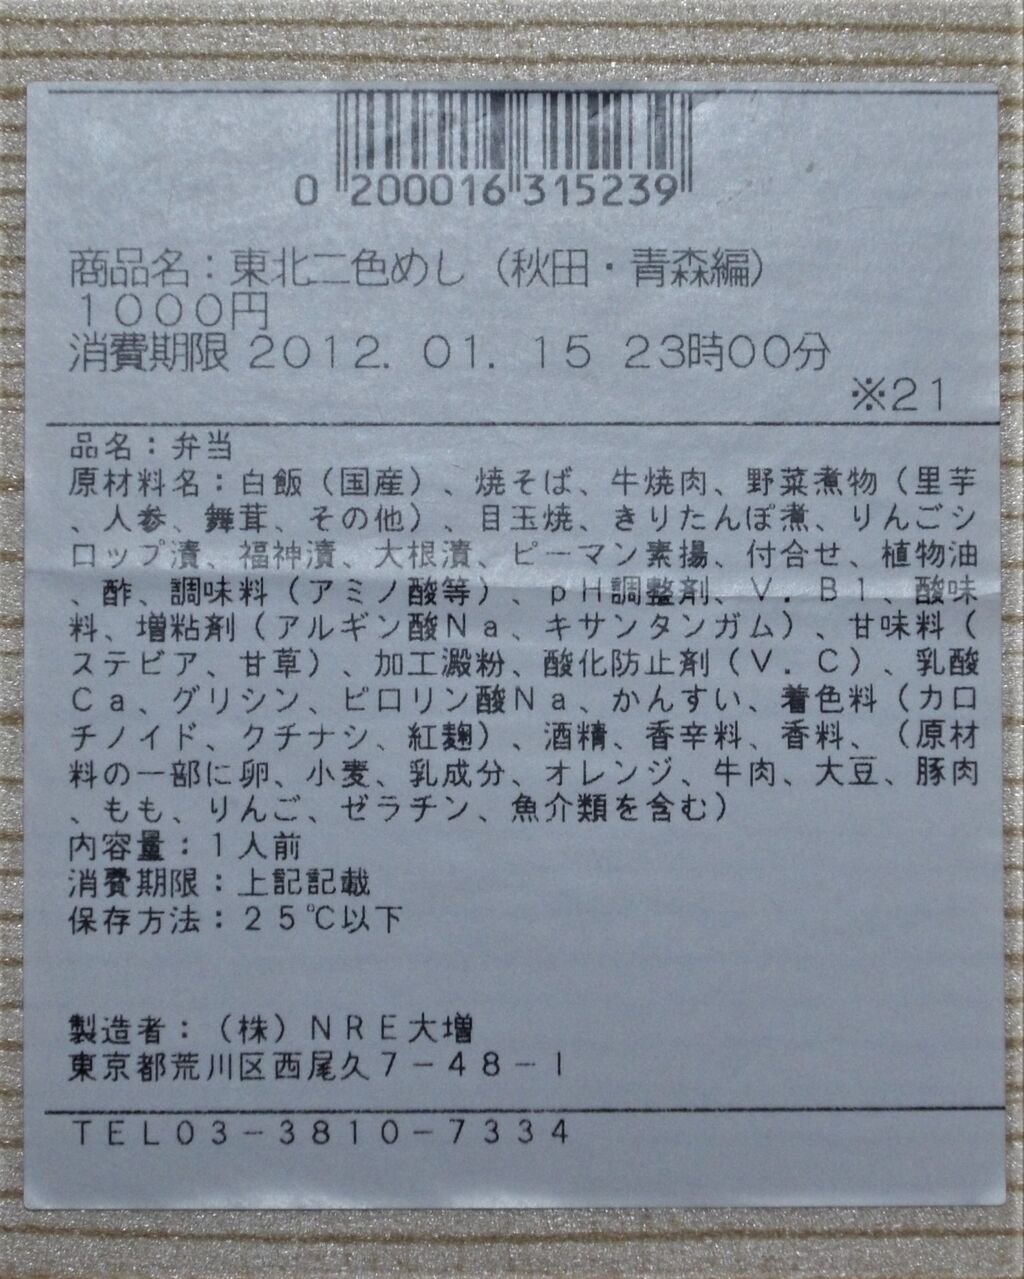 0 200016 315239
商品名：東北二色めし（秋田・青森編）
１０００円
消費期限 2012. 01. 15 23時00分
※21
品名：弁当
原材料名：白飯（国産）、焼そば、牛焼肉、野菜煮物（里芋
、人参、舞茸、その他）、目玉焼、きりたんぽ煮、りんごシ
ロップ漬、福神漬、大根漬、ピーマン素揚、付合せ、植物油
、酢、調味料（アミノ酸等）、ｐＨ調整剤、Ｖ．Ｂ１、酸味
料、増粘剤（アルギン酸Ｎａ、キサンタンガム）、甘味料（
ステビア、甘草）、加工澱粉、酸化防止剤（Ｖ．Ｃ）、乳酸
Ｃａ、グリシン、ピロリン酸Ｎａ、かんすい、着色料（カロ
チノイド、クチナシ、紅麹）、酒精、香辛料、香料、（原材
料の一部に卵、小麦、乳成分、オレンジ、牛肉、大豆、豚肉
、もも、りんご、ゼラチン、魚介類を含む）
内容量：１人前
消費期限：上記記載
保存方法：２５℃以下
製造者：（株）ＮＲＥ大増
東京都荒川区西尾久７－４８－１
ＴＥＬ０３－３８１０－７３３４